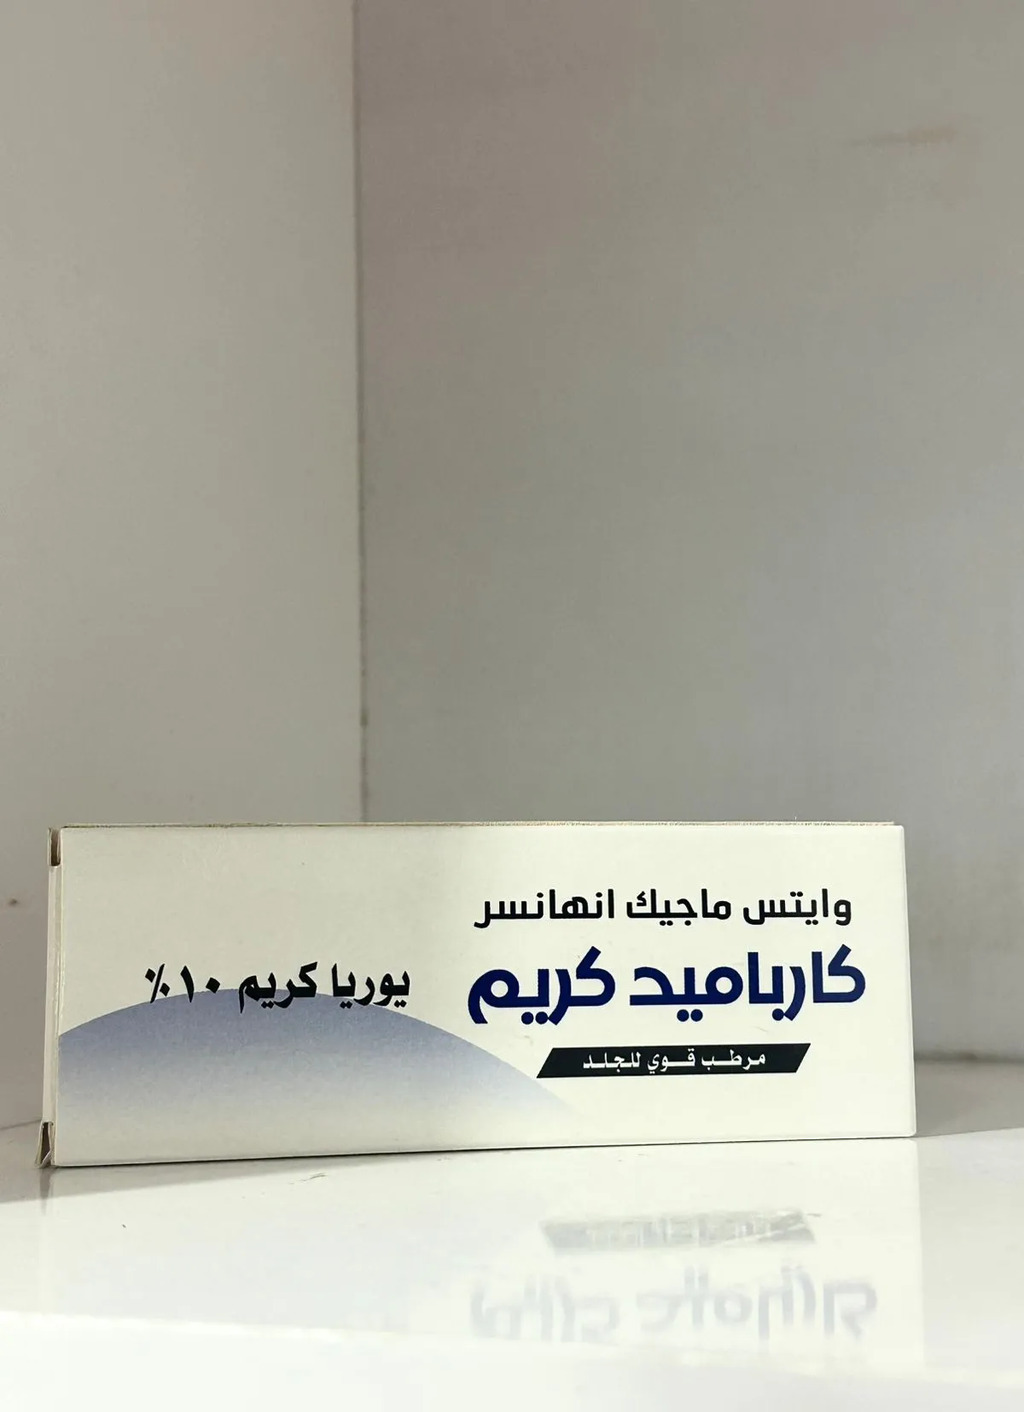 وايتس ماجيك انهانسر
كارباميد كريم
يوريا كريم ١٠٪
مرطب قوي للجلد